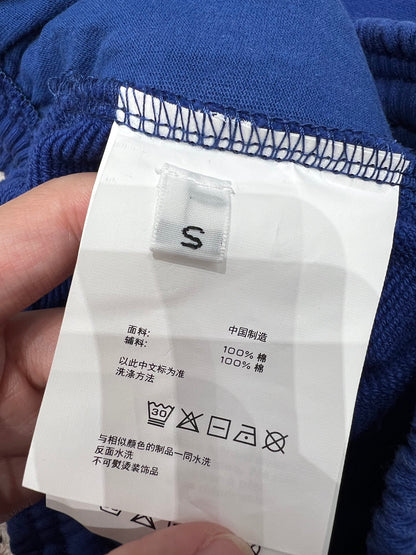 S
中国制造
面料: 100% 棉
辅料: 100% 棉
以此中文标为准
洗涤方法
30
与相似颜色的制品一同水洗
反面水洗
不可熨烫装饰品